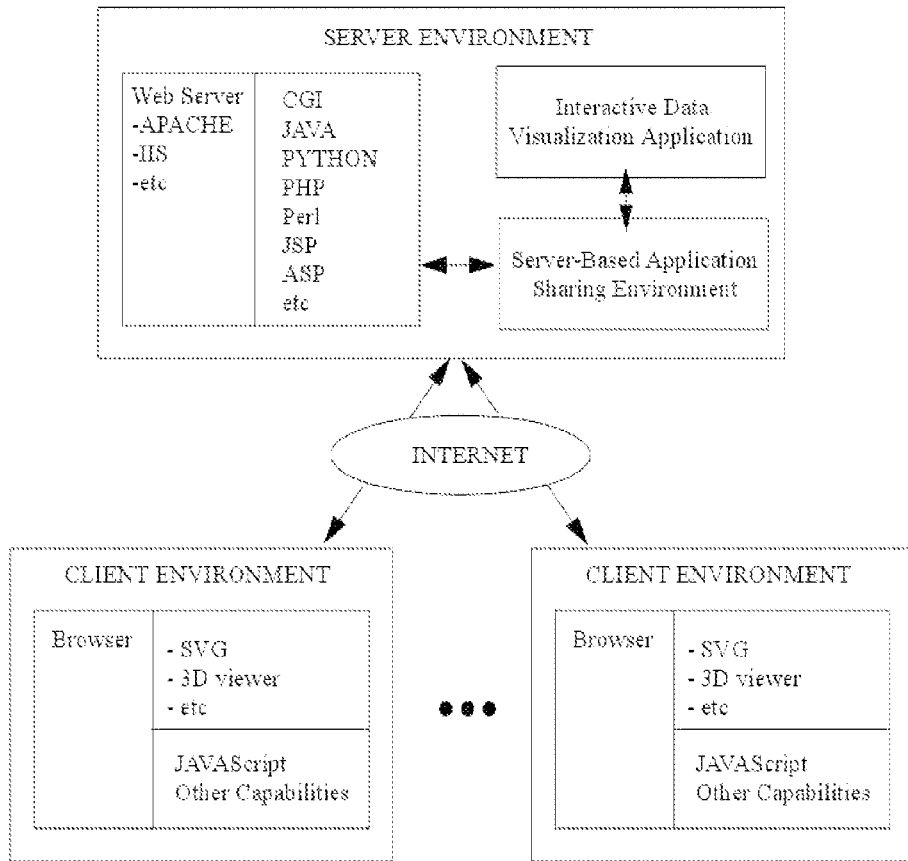 SERVER ENVIRONMENT
Web Server
-APACHE
-IIS
-etc
CGI
JAVA
PYTHON
PHP
Perl
JSP
ASP
etc
Interactive Data
Visualization Application
Server-Based Application
Sharing Environment
INTERNET
CLIENT ENVIRONMENT
Browser
- SVG
- 3D viewer
- etc
JAVAScript
Other Capabilities
CLIENT ENVIRONMENT
Browser
- SVG
- 3D viewer
- etc
JAVAScript
Other Capabilities